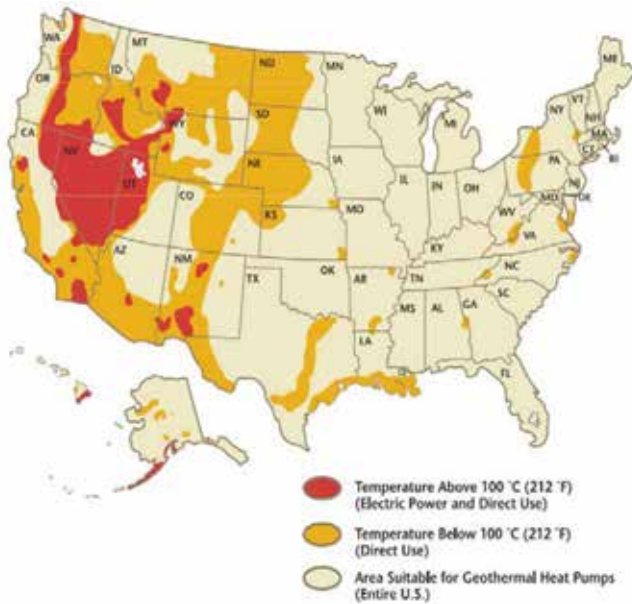 WA
MT
ND
MN
ME
OR
ID
WY
SD
WI
MI
NY
VT
NH
MA
CT
RI
CA
NV
UT
CO
NE
IA
IL
IN
OH
PA
NJ
MD
DE
WV
VA
KS
MO
KY
AZ
NM
TX
OK
AR
TN
NC
SC
MS
AL
GA
LA
FL
Temperature Above 100 °C (212 °F)
(Electric Power and Direct Use)
Temperature Below 100 °C (212 °F)
(Direct Use)
Area Suitable for Geothermal Heat Pumps
(Entire U.S.)